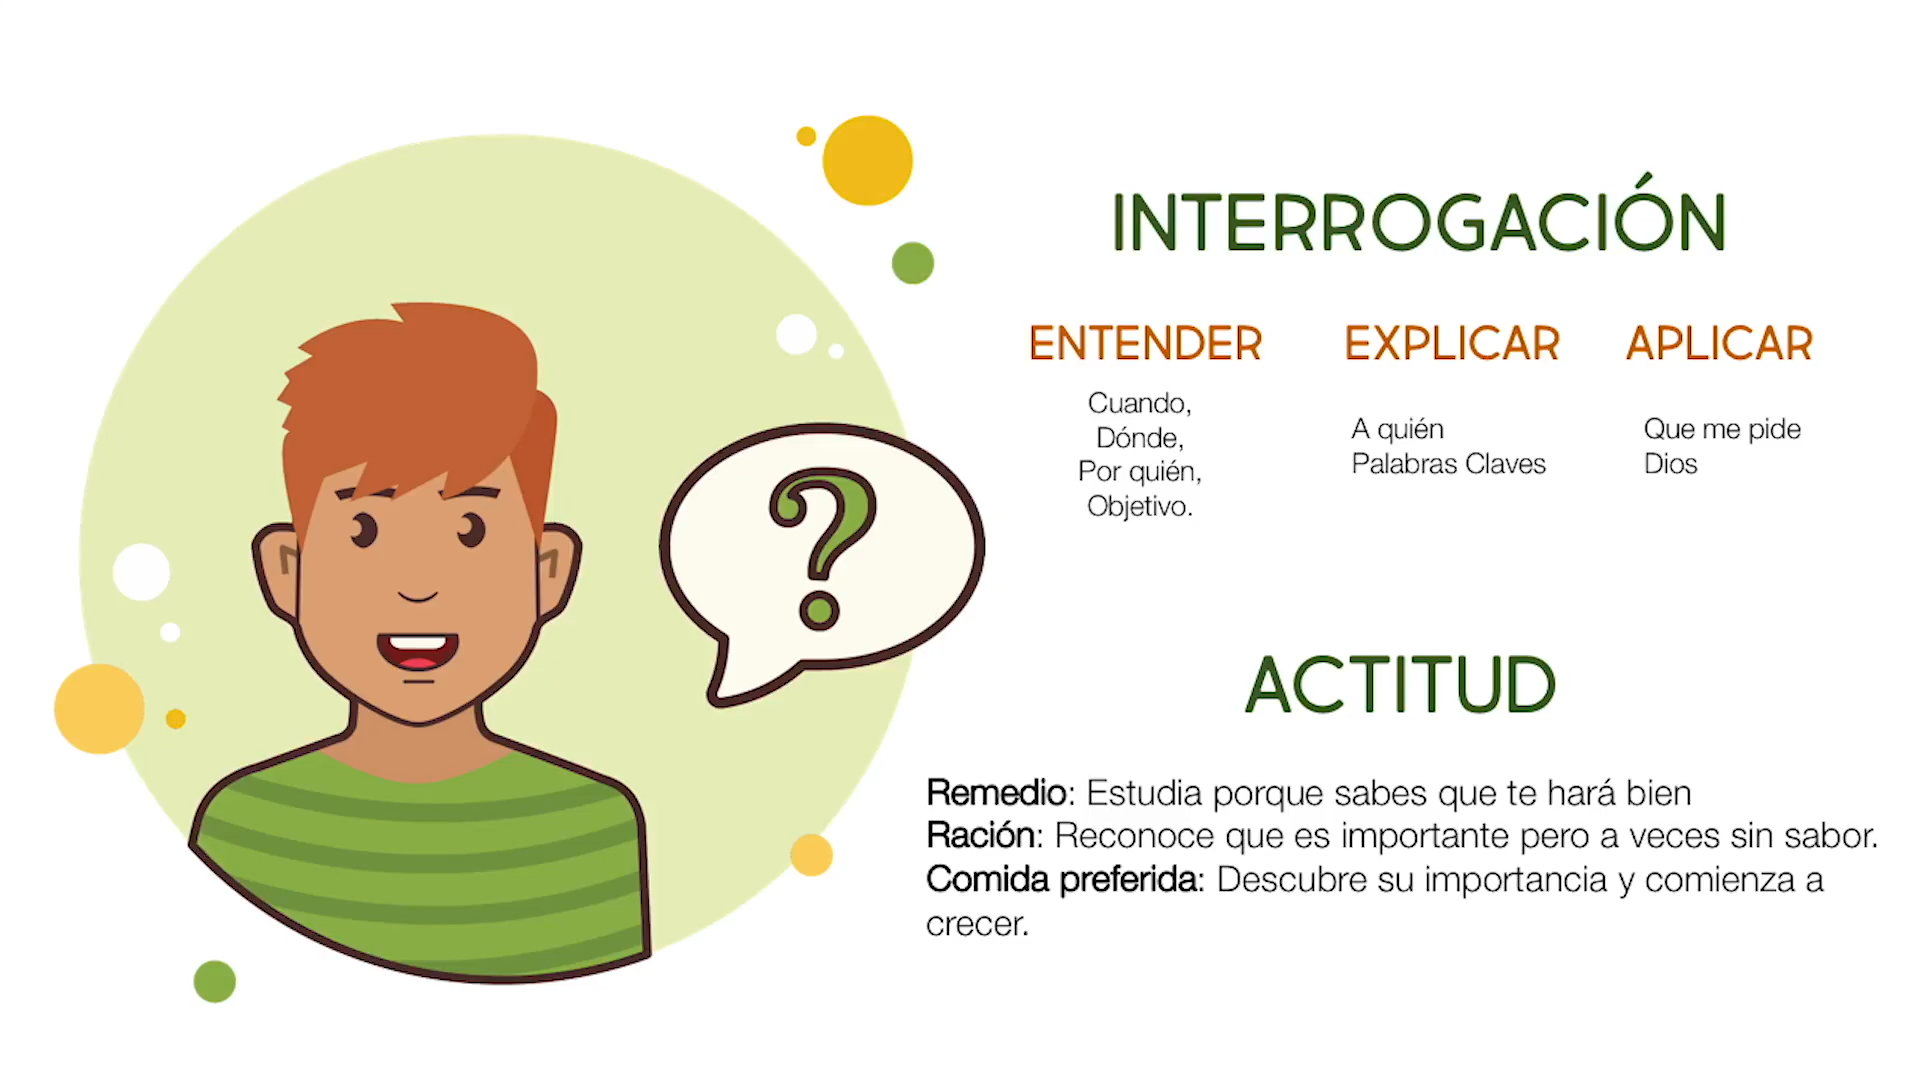 INTERROGACIÓN
ENTENDER
Cuando,
Dónde,
Por quién,
Objetivo.
EXPLICAR
A quién
Palabras Claves
APLICAR
Que me pide
Dios
?
ACTITUD
Remedio: Estudia porque sabes que te hará bien
Ración: Reconoce que es importante pero a veces sin sabor.
Comida preferida: Descubre su importancia y comienza a
crecer.